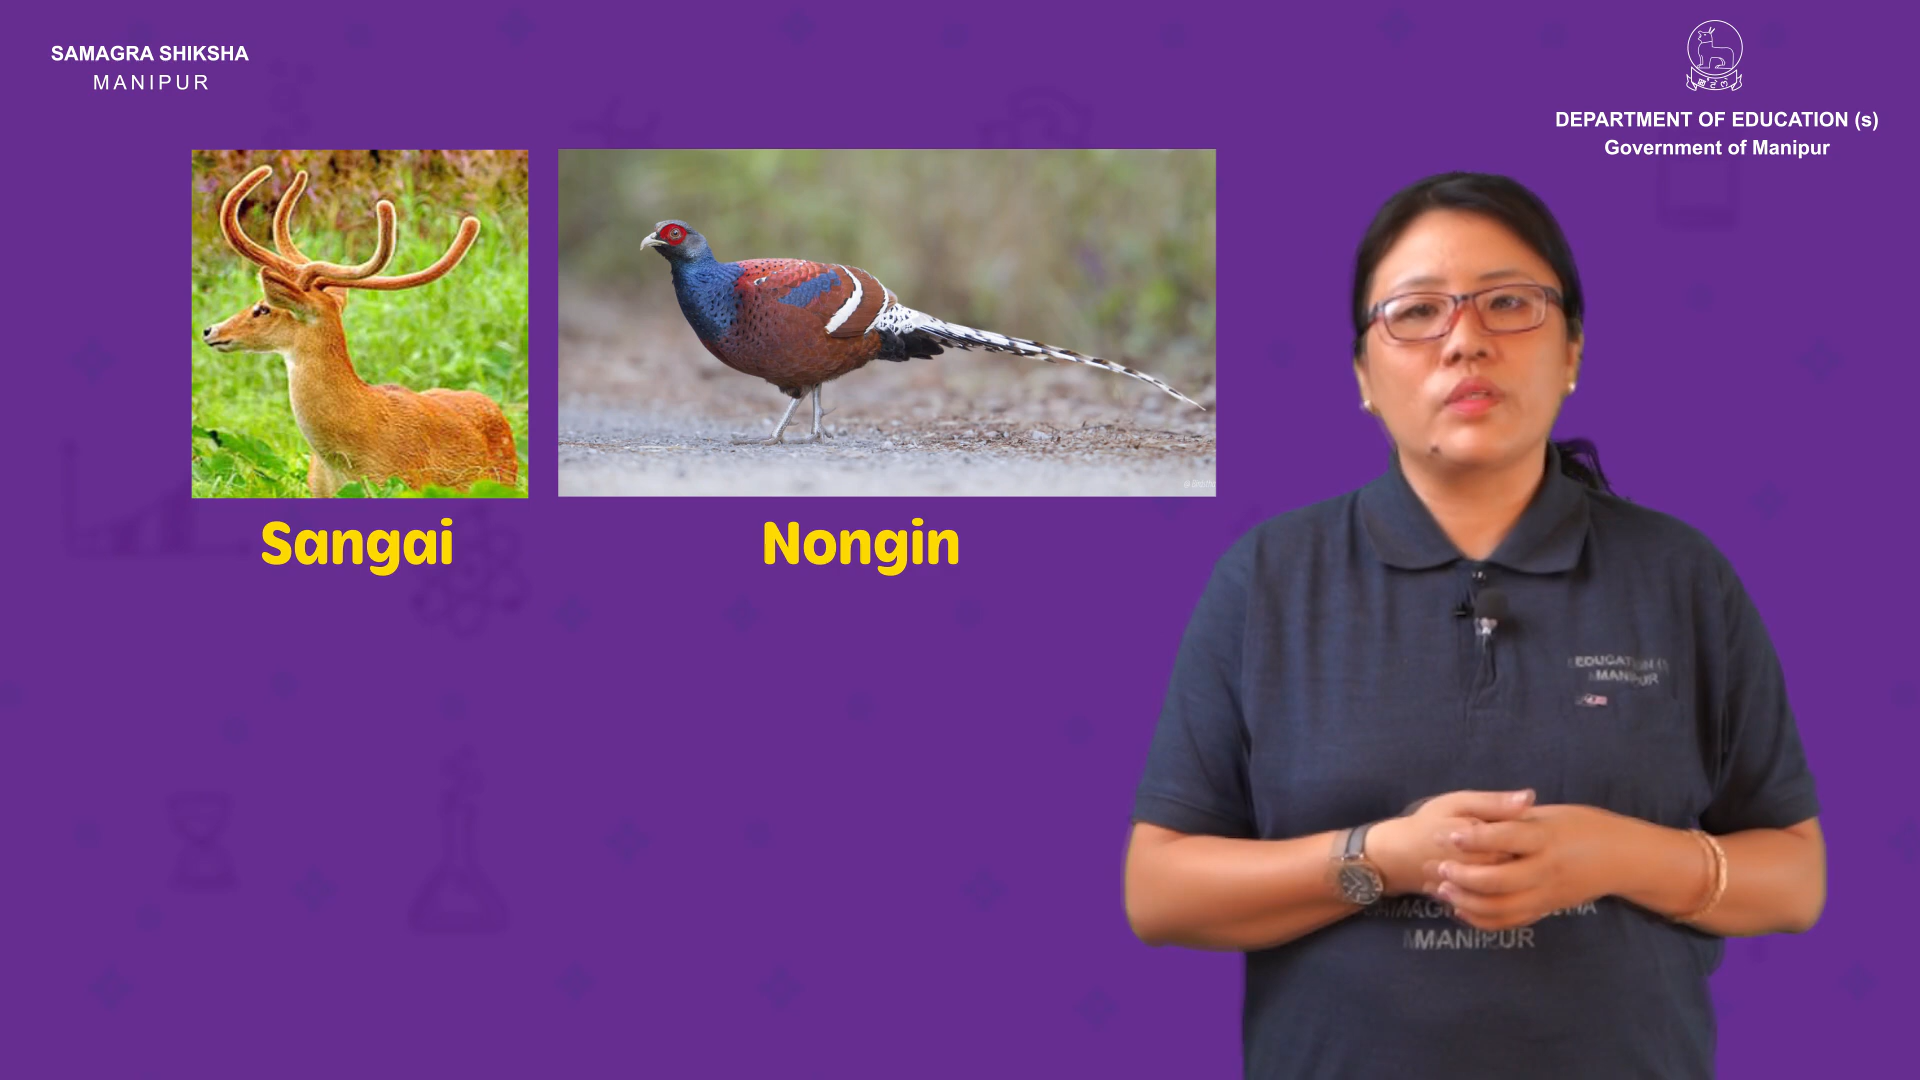 SAMAGRA SHIKSHA
MANIPUR
DEPARTMENT OF EDUCATION (s)
Government of Manipur
Sangai
Nongin
MANIPUR